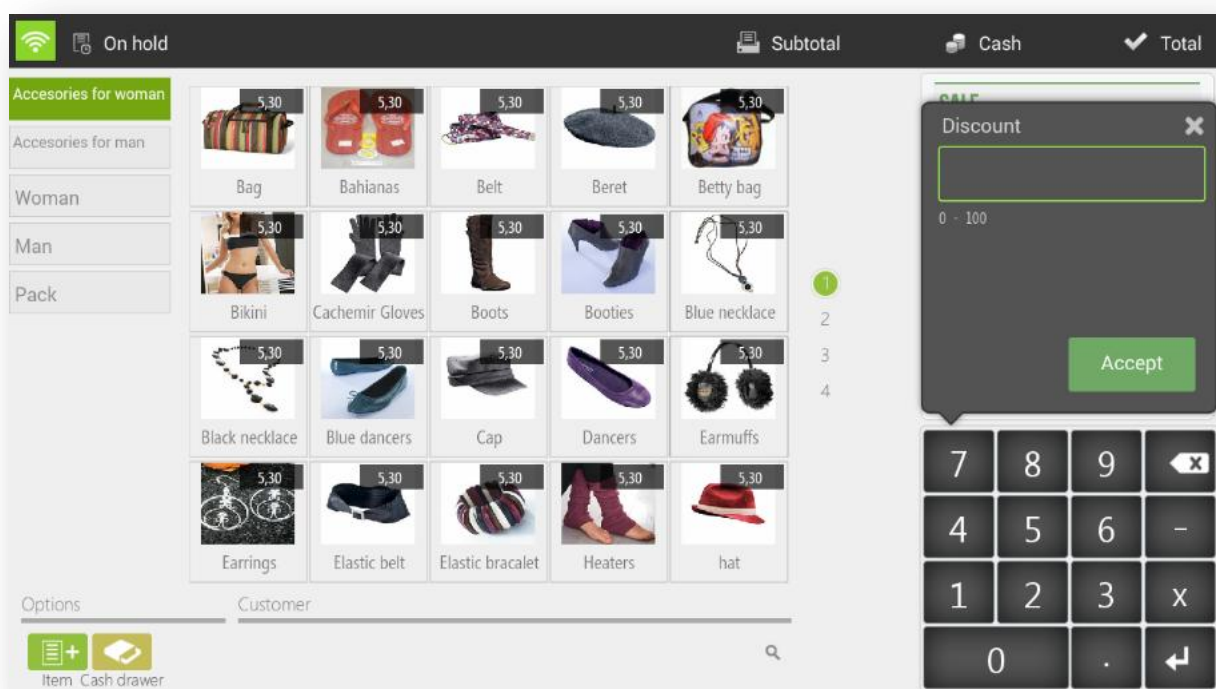 On hold
Subtotal
Cash
Total
Accesories for woman
Accesories for man
Woman
Man
Pack
5,30
5,30
5,30
5,30
5,30
Bag
Bahianas
Belt
Beret
Betty bag
5,30
5,30
5,30
5,30
5,30
Bikini
Cachemir Gloves
Boots
Booties
Blue necklace
5,30
5,30
5,30
5,30
5,30
Black necklace
Blue dancers
Cap
Dancers
Earmuffs
5,30
5,30
5,30
5,30
5,30
Earrings
Elastic belt
Elastic bracalet
Heaters
hat
1
2
3
4
SALE
Discount
0 - 100
Accept
7 8 9
4 5 6 -
1 2 3 X
0 .
Options
Customer
Item
Cash drawer